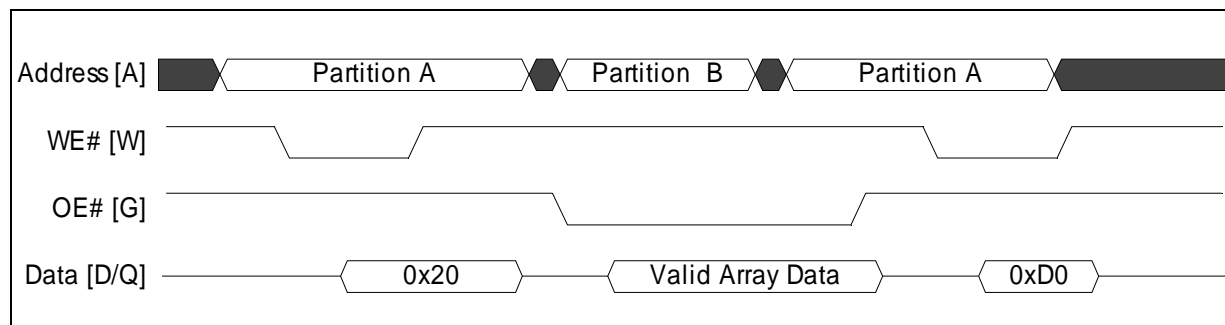 Address [A] Partition A Partition B Partition A
WE# [W]
OE# [G]
Data [D/Q] 0x20 Valid Array Data 0xD0